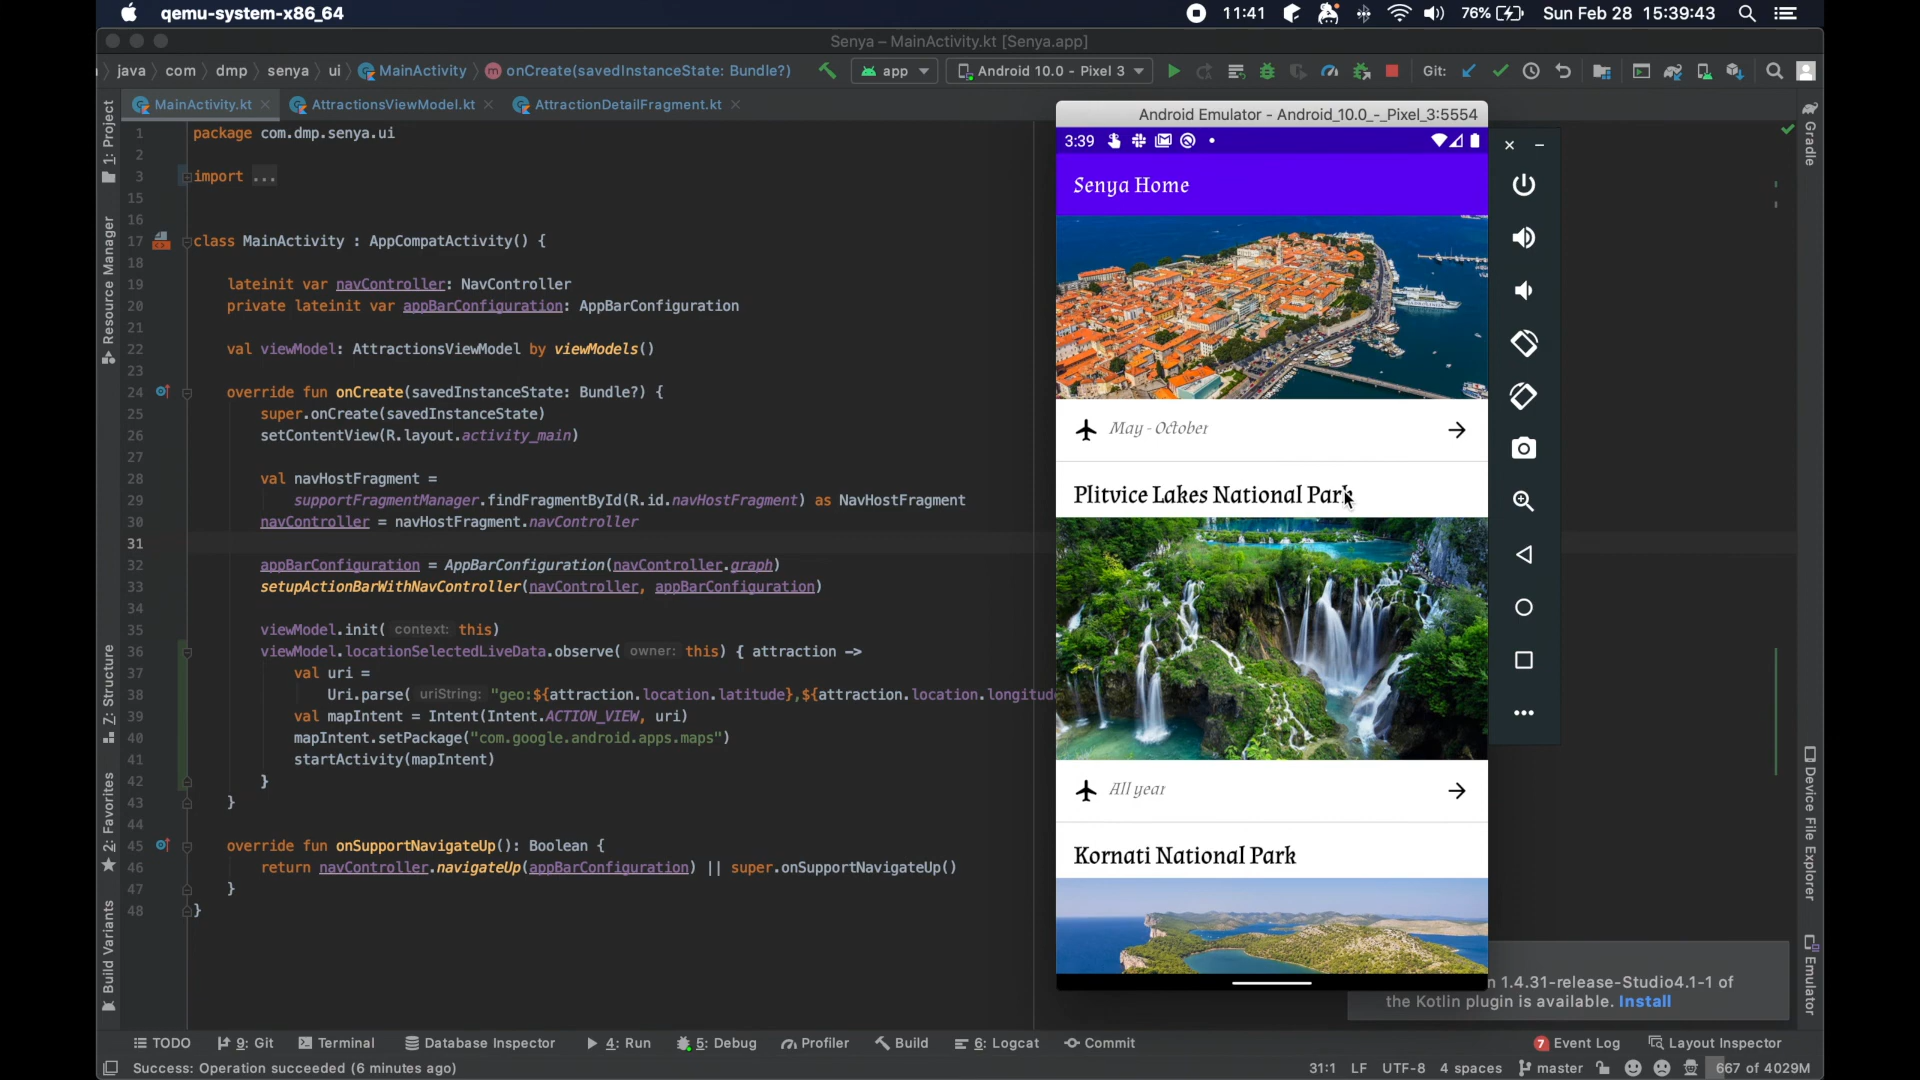 qemu-system-x86_64
11:41
76%
Sun Feb 28 15:39:43
Senya – MainActivity.kt [Senya.app]
java com dmp senya ui MainActivity onCreate(savedInstanceState: Bundle?)
app
Android 10.0 - Pixel 3
Git:
MainActivity.kt
AttractionsViewModel.kt
AttractionDetailFragment.kt
1: Project
Resource Manager
Z: Structure
2: Favorites
Build Variants
1 package com.dmp.senya.ui
2
3 import ...
15
16
17 class MainActivity : AppCompatActivity() {
18
19 lateinit var navController: NavController
20 private lateinit var appBarConfiguration: AppBarConfiguration
21
22 val viewModel: AttractionsViewModel by viewModels()
23
24 override fun onCreate(savedInstanceState: Bundle?) {
25 super.onCreate(savedInstanceState)
26 setContentView(R.layout.activity_main)
27
28 val navHostFragment =
29 supportFragmentManager.findFragmentById(R.id.navHostFragment) as NavHostFragment
30 navController = navHostFragment.navController
31
32 appBarConfiguration = AppBarConfiguration(navController.graph)
33 setupActionBarWithNavController(navController, appBarConfiguration)
34
35 viewModel.init( context: this)
36 viewModel.locationSelectedLiveData.observe( owner: this) { attraction ->
37 val uri =
38 Uri.parse( uriString: "geo:${attraction.location.latitude},${attraction.location.longitud
39 val mapIntent = Intent(Intent.ACTION_VIEW, uri)
40 mapIntent.setPackage("com.google.android.apps.maps")
41 startActivity(mapIntent)
42 }
43 }
44
45 override fun onSupportNavigateUp(): Boolean {
46 return navController.navigateUp(appBarConfiguration) || super.onSupportNavigateUp()
47 }
48 }
Android Emulator - Android_10.0_-_Pixel_3:5554
3:39
Senya Home
May - October
Plitvice Lakes National Park
All year
Kornati National Park
Gradle
Device File Explorer
Emulator
n 1.4.31-release-Studio4.1-1 of
the Kotlin plugin is available. Install
TODO
9: Git
Terminal
Database Inspector
4: Run
5: Debug
Profiler
Build
6: Logcat
Commit
7 Event Log
Layout Inspector
Success: Operation succeeded (6 minutes ago)
31:1 LF UTF-8 4 spaces master 667 of 4029M